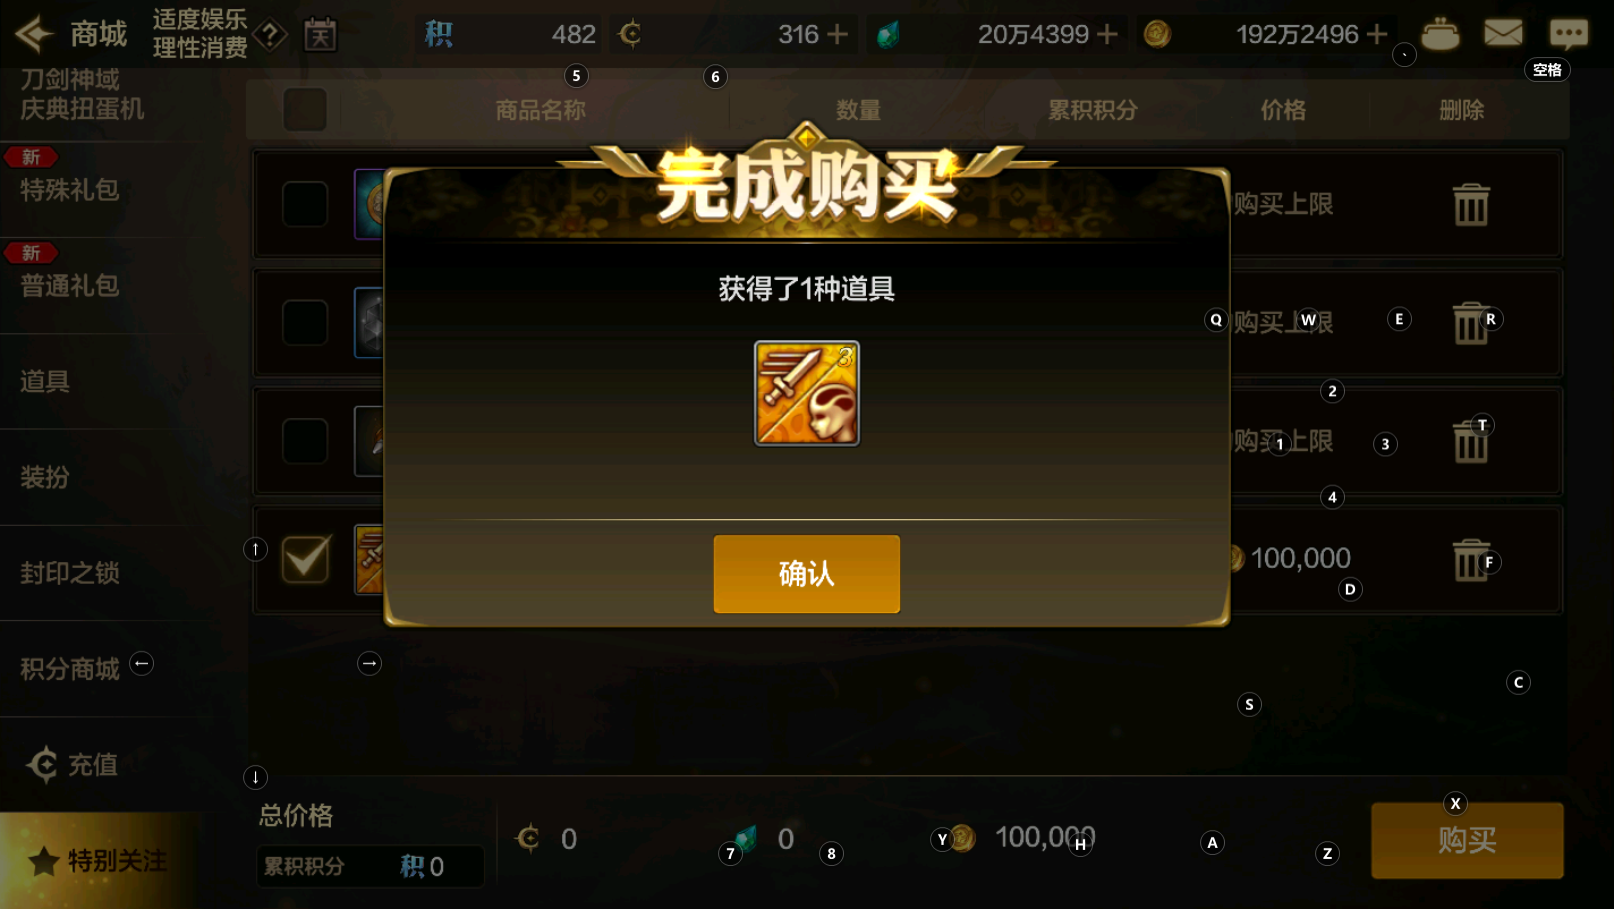 商城
适度娱乐
理性消费
?
积 482
316 +
20万4399 +
192万2496 +
空格
刀剑神域
庆典扭蛋机
新
特殊礼包
新
普通礼包
道具
装扮
封印之锁
积分商城
充值
特别关注
5
6
商品名称
数量
累积积分
价格
删除
完成购买
获得了1种道具
3
确认
购买上限
购买上限
购买上限
100,000
Q
W
E
R
2
T
1
3
4
F
D
↑
←
→
↓
C
S
X
总价格
累积积分 积 0
0
0
100,000
7
8
Y
H
A
Z
购买